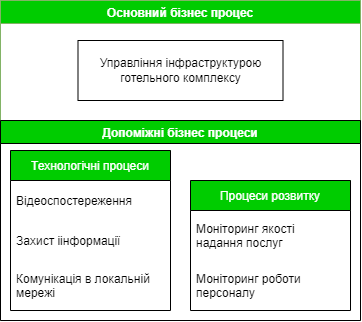 Основний бізнес процес
Управління інфраструктурою
готельного комплексу
Допоміжні бізнес процеси
Технологічні процеси
Відеоспостереження
Захист іінформації
Комунікація в локальній
мережі
Процеси розвитку
Моніторинг якості
надання послуг
Моніторинг роботи
персоналу